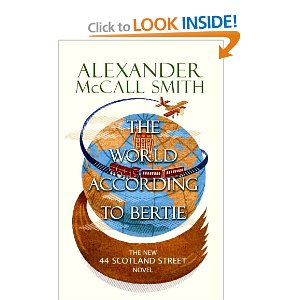 Click to LOOK INSIDE!
ALEXANDER
McCALL SMITH
THE
WORLD
ACCORDING
TO BERTIE
THE NEW
44 SCOTLAND STREET
NOVEL